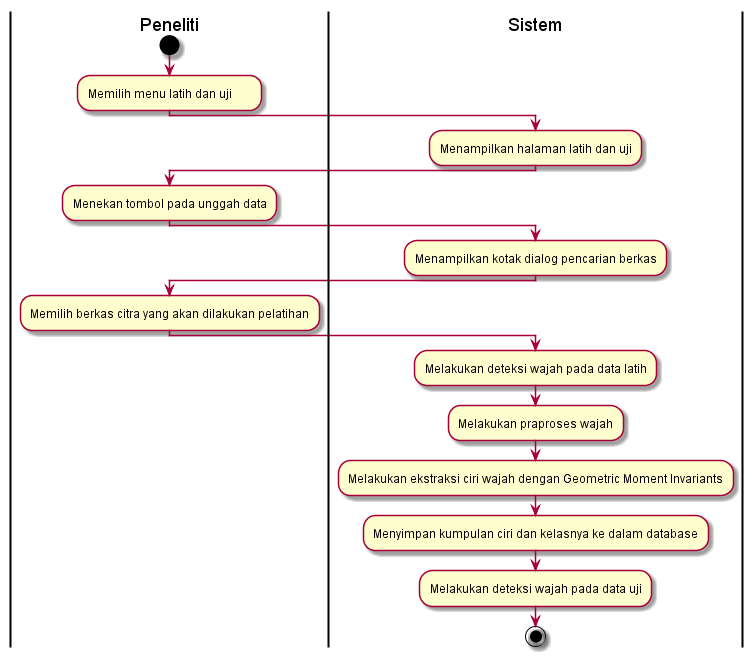 Peneliti
Sistem
Memilih menu latih dan uji
Menampilkan halaman latih dan uji
Menekan tombol pada unggah data
Menampilkan kotak dialog pencarian berkas
Memilih berkas citra yang akan dilakukan pelatihan
Melakukan deteksi wajah pada data latih
Melakukan praproses wajah
Melakukan ekstraksi ciri wajah dengan Geometric Moment Invariants
Menyimpan kumpulan ciri dan kelasnya ke dalam database
Melakukan deteksi wajah pada data uji